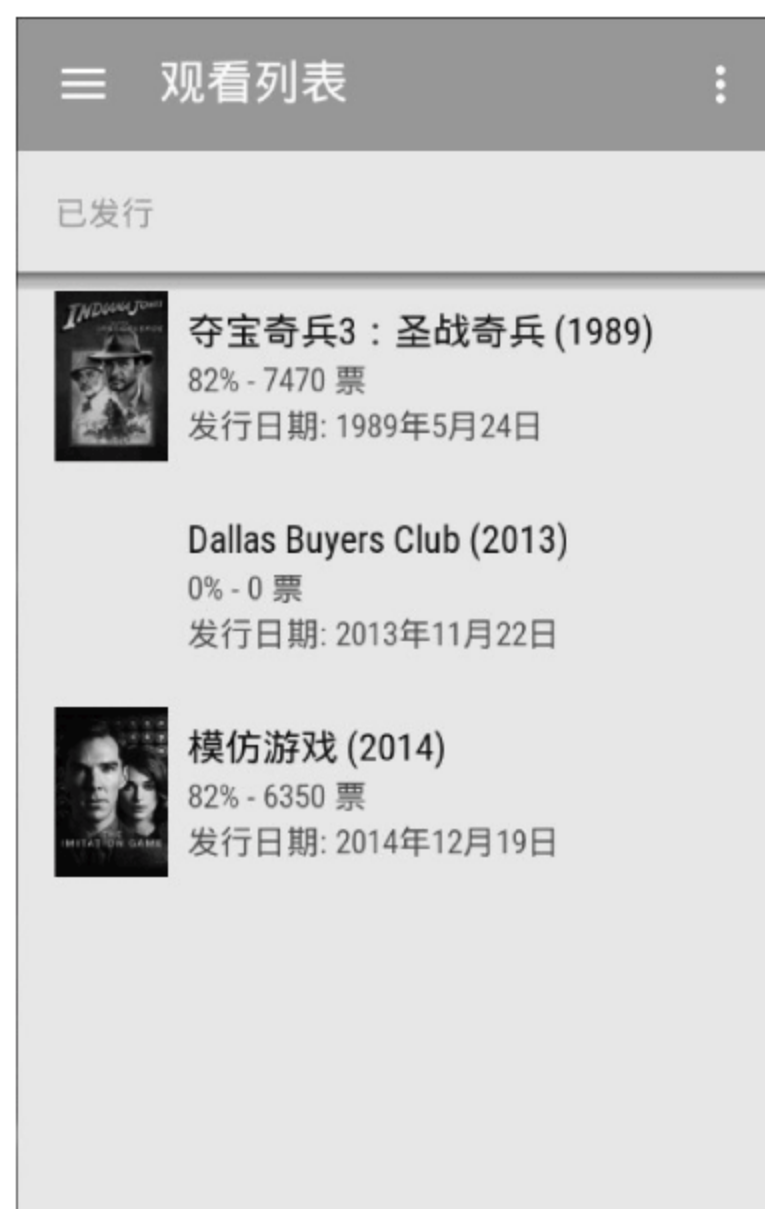 观看列表
已发行
INDIANA JONES
夺宝奇兵3：圣战奇兵 (1989)
82% - 7470 票
发行日期: 1989年5月24日
Dallas Buyers Club (2013)
0% - 0 票
发行日期: 2013年11月22日
模仿游戏 (2014)
82% - 6350 票
发行日期: 2014年12月19日
IMITATION GAME